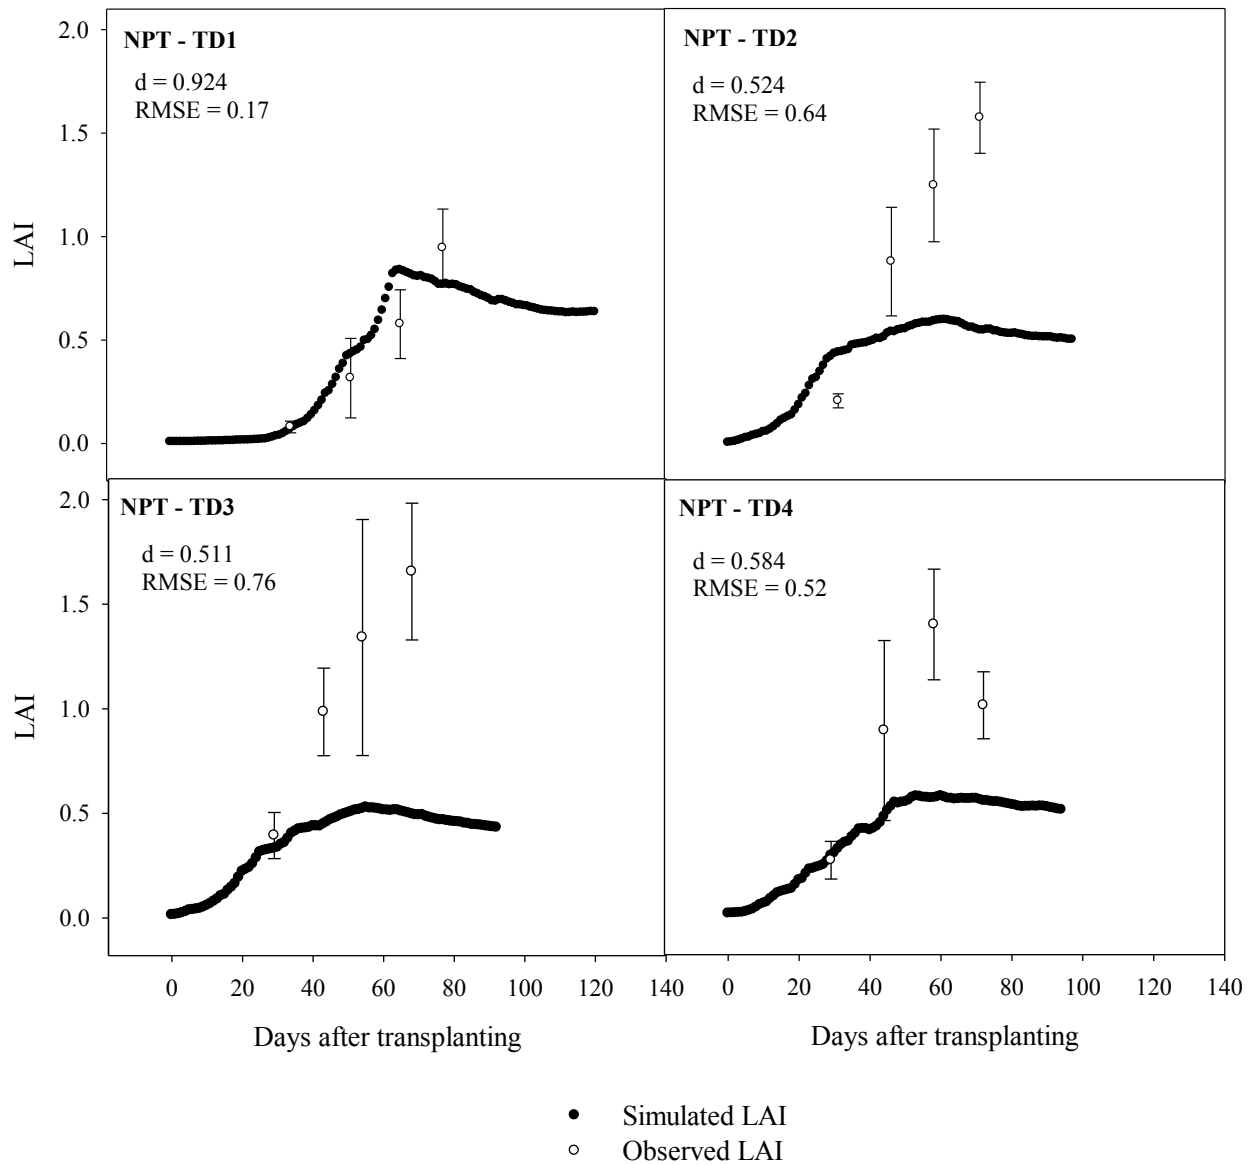 NPT - TD1
d = 0.924
RMSE = 0.17
NPT - TD2
d = 0.524
RMSE = 0.64
2.0
1.5
1.0
0.5
0.0
LAI
NPT - TD3
d = 0.511
RMSE = 0.76
NPT - TD4
d = 0.584
RMSE = 0.52
2.0
1.5
1.0
0.5
0.0
LAI
0 20 40 60 80 100 120 140
0 20 40 60 80 100 120 140
Days after transplanting
Days after transplanting
Simulated LAI
Observed LAI